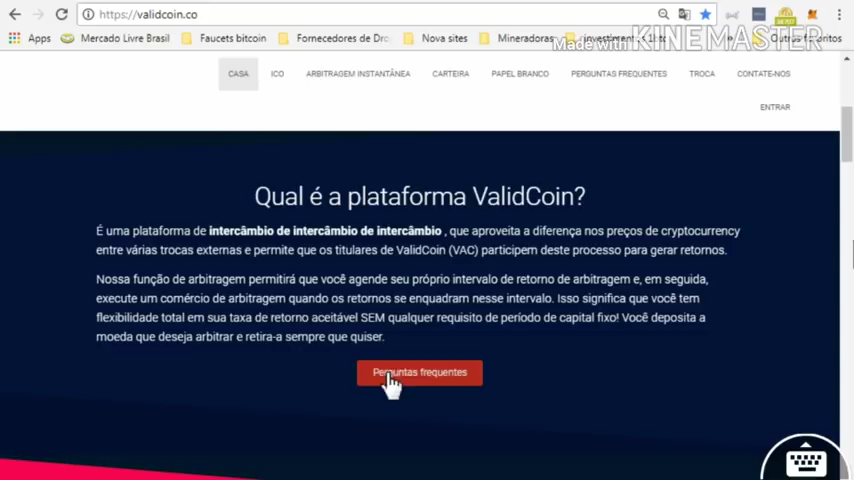 https://validcoin.co
Apps Mercado Livre Brasil Faucets bitcoin Fornecedores de Dro Nova sites Mineradoras Outros favoritos
Made with KINEMASTER
CASA ICO ARBITRAGEM INSTANTÂNEA CARTEIRA PAPEL BRANCO PERGUNTAS FREQUENTES TROCA CONTATE-NOS
ENTRAR
Qual é a plataforma ValidCoin?
É uma plataforma de intercâmbio de intercâmbio de intercâmbio , que aproveita a diferença nos preços de cryptocurrency
entre várias trocas externas e permite que os titulares de ValidCoin (VAC) participem deste processo para gerar retornos.
Nossa função de arbitragem permitirá que você agende seu próprio intervalo de retorno de arbitragem e, em seguida,
execute um comércio de arbitragem quando os retornos se enquadram nesse intervalo. Isso significa que você tem
flexibilidade total em sua taxa de retorno aceitável SEM qualquer requisito de período de capital fixo! Você deposita a
moeda que deseja arbitrar e retira-a sempre que quiser.
Perguntas frequentes